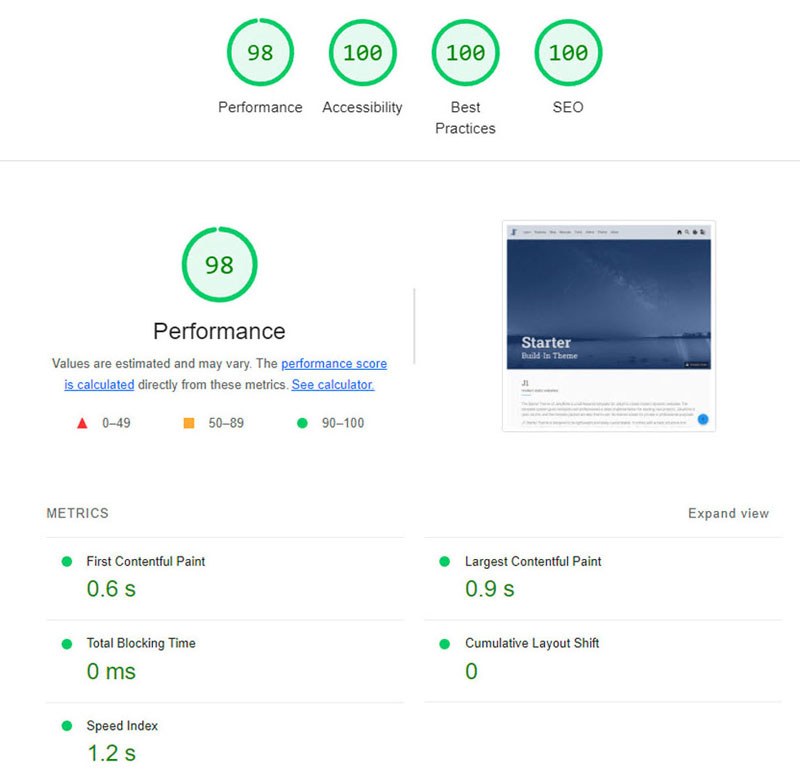 98
100
100
100
Performance
Accessibility
Best
Practices
SEO
98
Performance
Values are estimated and may vary. The performance score
is calculated directly from these metrics. See calculator.
0–49
50–89
90–100
Starter
Build-In Theme
J1
METRICS
Expand view
First Contentful Paint
0.6 s
Largest Contentful Paint
0.9 s
Total Blocking Time
0 ms
Cumulative Layout Shift
0
Speed Index
1.2 s